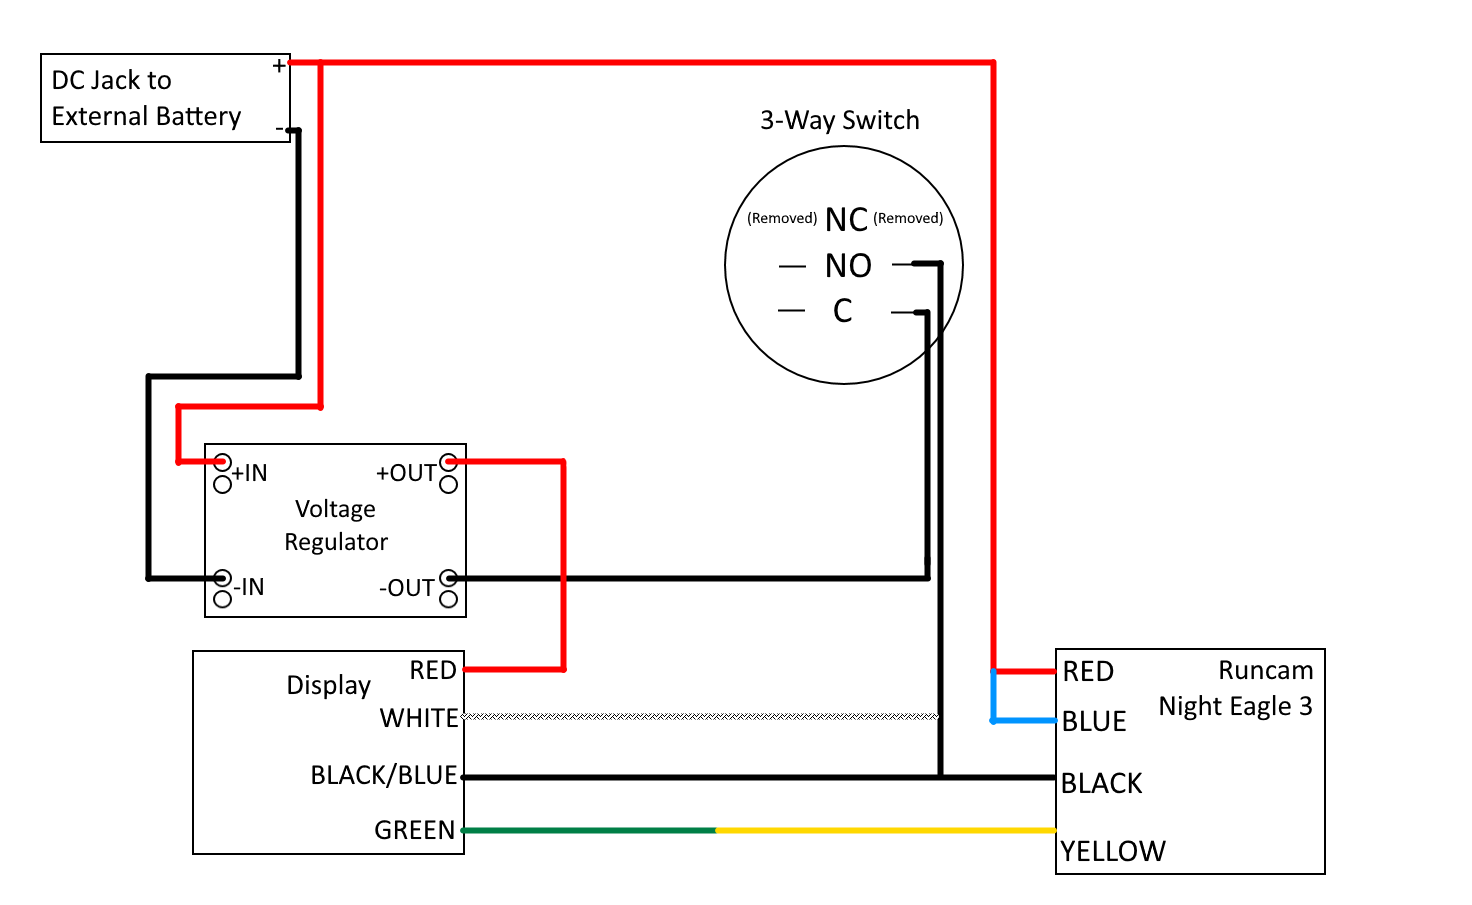 DC Jack to
External Battery
+
-
3-Way Switch
(Removed) NC (Removed)
— NO —
— C —
+IN
+OUT
Voltage
Regulator
-IN
-OUT
Display
RED
WHITE
BLACK/BLUE
GREEN
RED
Runcam
Night Eagle 3
BLUE
BLACK
YELLOW